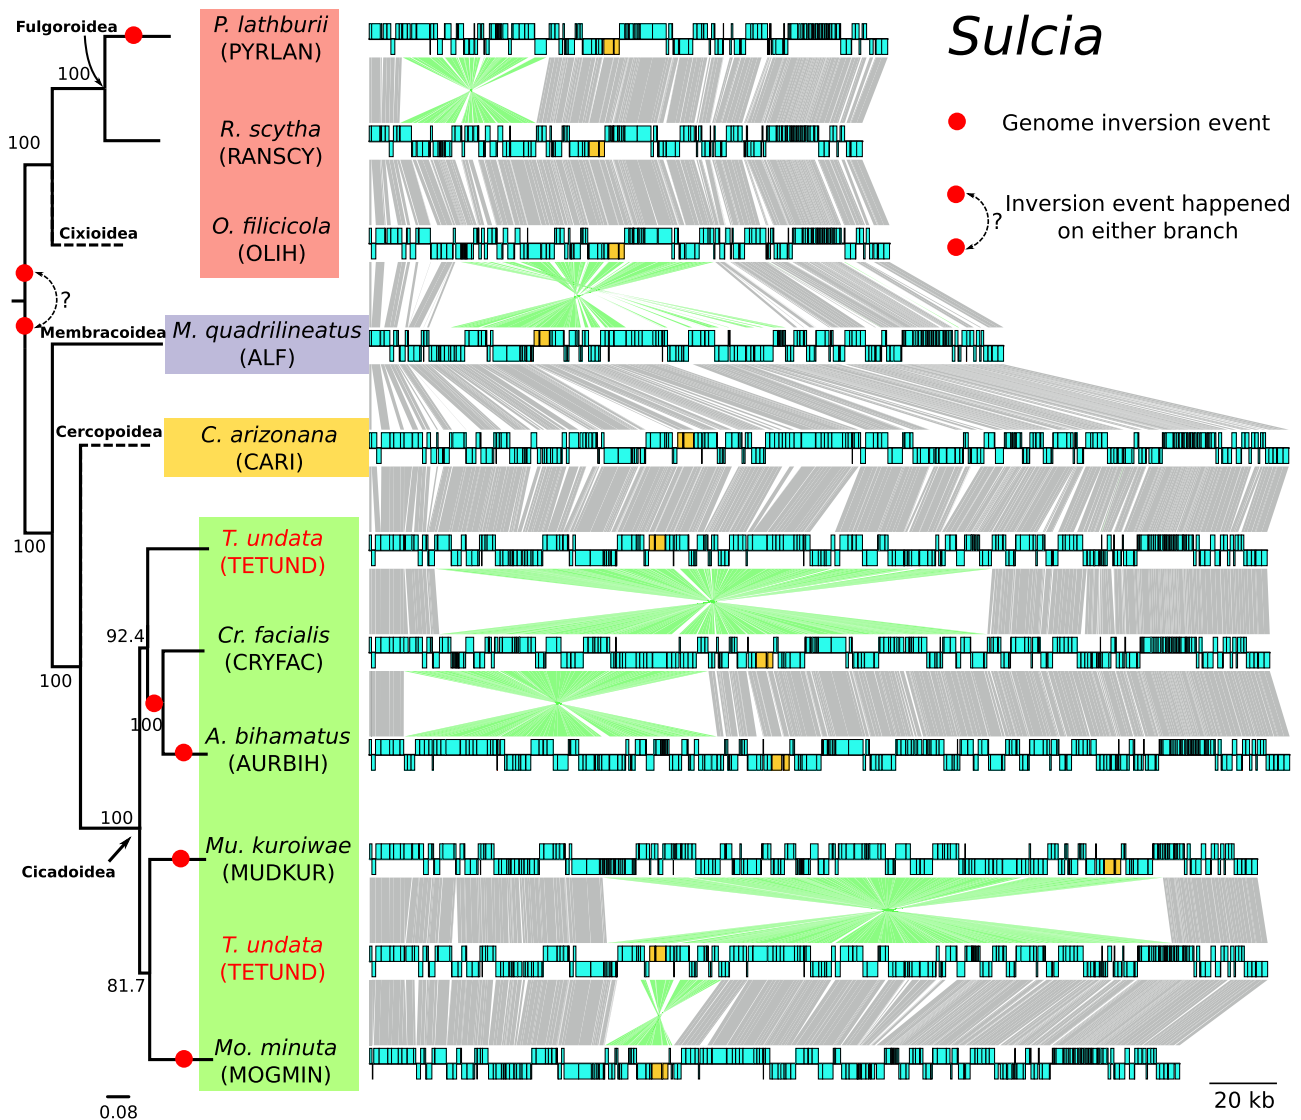 Sulcia
Genome inversion event
Inversion event happened
on either branch
?
Fulgoroidea
100
100
Cixioidea
?
Membracoidea
Cercopoidea
100
100
92.4
100
100
Cicadoidea
81.7
0.08
P. lathburii
(PYRLAN)
R. scytha
(RANSCY)
O. filicicola
(OLIH)
M. quadrilineatus
(ALF)
C. arizonana
(CARI)
T. undata
(TETUND)
Cr. facialis
(CRYFAC)
A. bihamatus
(AURBIH)
Mu. kuroiwae
(MUDKUR)
T. undata
(TETUND)
Mo. minuta
(MOGMIN)
20 kb